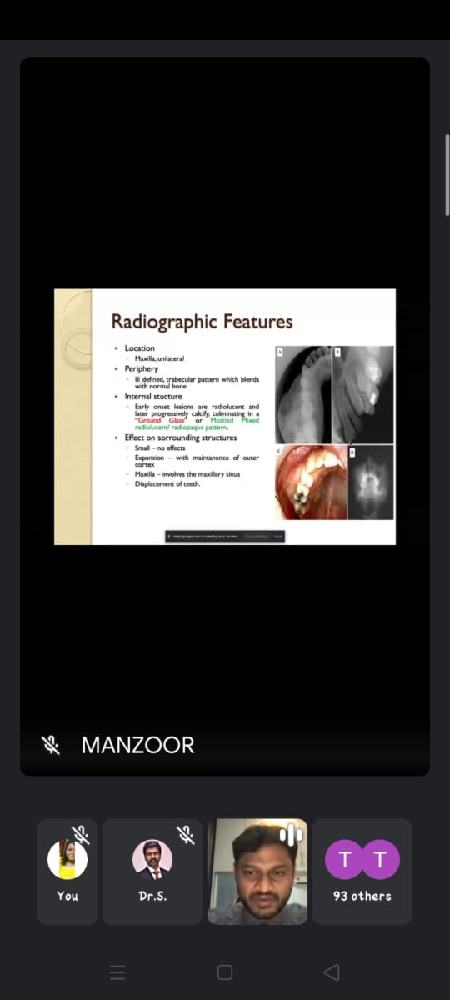 Radiographic Features
Location
Maxilla, unilateral
Periphery
Ill defined, trabecular pattern which blends
with normal bone.
Internal stucture
Early onset lesions are radiolucent and
later progressively calcify, culminating in a
"Ground Glass" or Mottled Mixed
radiolucent/ radiopaque pattern.
Effect on sorrounding structures
Small – no effects
Expansion – with maintanence of outer
cortex
Maxilla – involves the maxillary sinus
Displacement of teeth.
A
B
C
D
meet.google.com is sharing your screen.
Stop sharing
Hide
MANZOOR
You
Dr.S.
T T
93 others